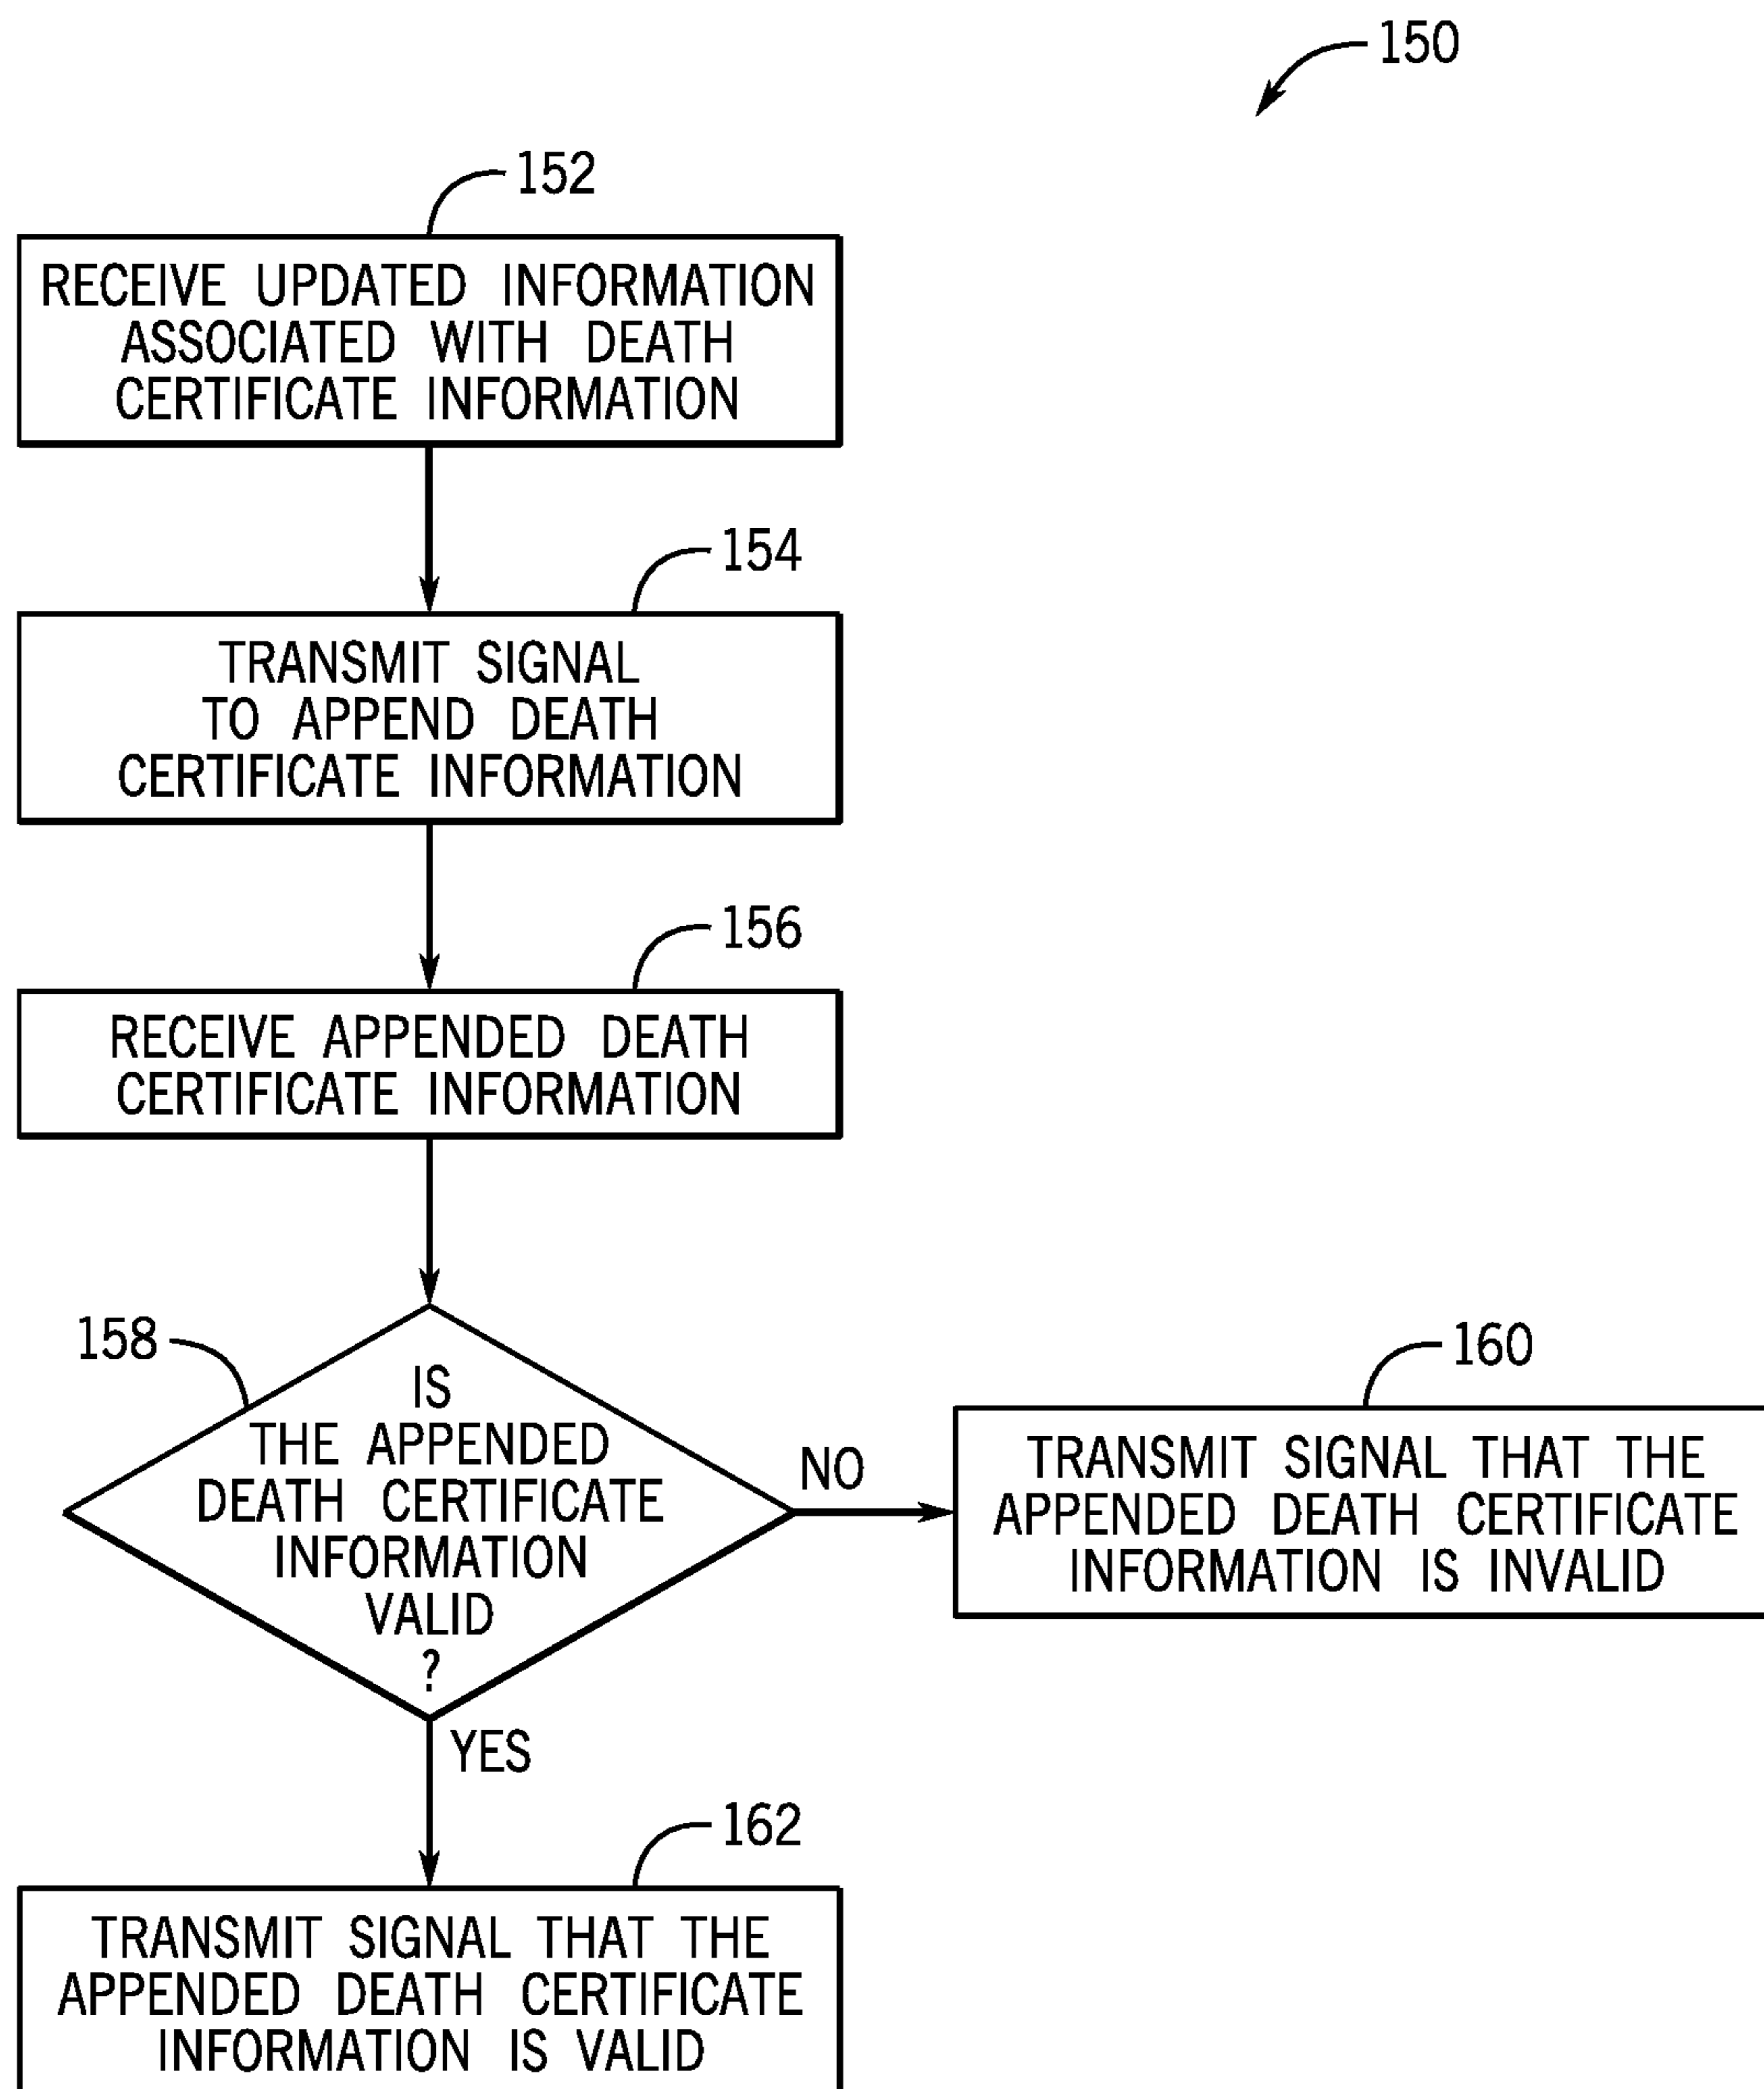 150
152
RECEIVE UPDATED INFORMATION
ASSOCIATED WITH DEATH
CERTIFICATE INFORMATION
154
TRANSMIT SIGNAL
TO APPEND DEATH
CERTIFICATE INFORMATION
156
RECEIVE APPENDED DEATH
CERTIFICATE INFORMATION
158
IS
THE APPENDED
DEATH CERTIFICATE
INFORMATION
VALID
?
NO
160
TRANSMIT SIGNAL THAT THE
APPENDED DEATH CERTIFICATE
INFORMATION IS INVALID
YES
162
TRANSMIT SIGNAL THAT THE
APPENDED DEATH CERTIFICATE
INFORMATION IS VALID